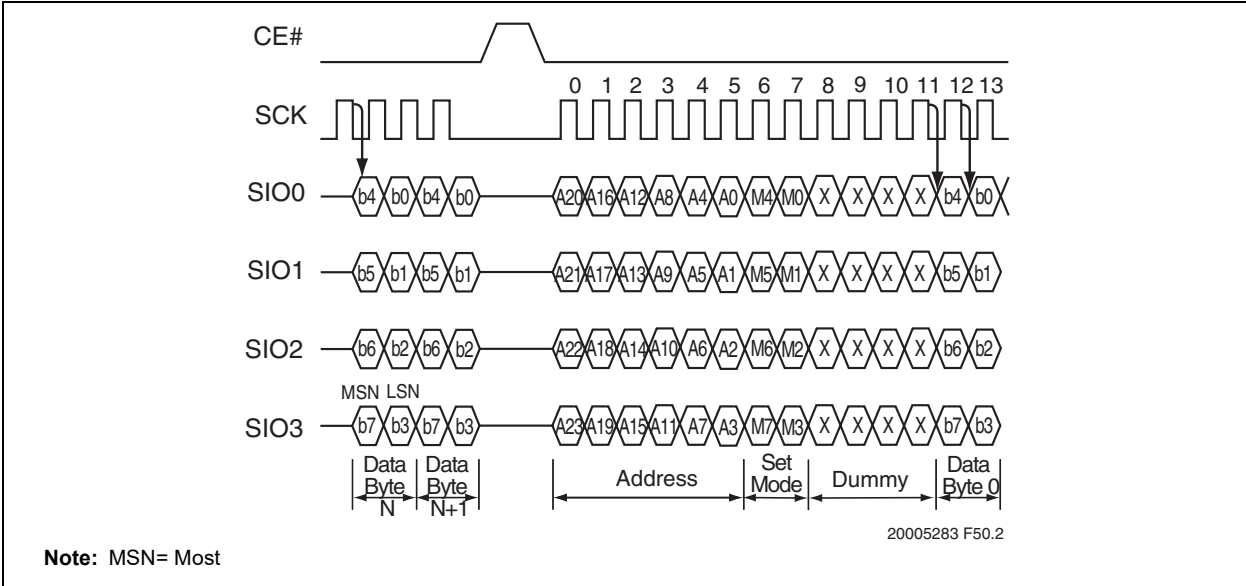 CE#
0 1 2 3 4 5 6 7 8 9 10 11 12 13
SCK
SIO0 b4 b0 b4 b0 A20 A16 A12 A8 A4 A0 M4 M0 X X X X b4 b0
SIO1 b5 b1 b5 b1 A21 A17 A13 A9 A5 A1 M5 M1 X X X X b5 b1
SIO2 b6 b2 b6 b2 A22 A18 A14 A10 A6 A2 M6 M2 X X X X b6 b2
MSN LSN
SIO3 b7 b3 b7 b3 A23 A19 A15 A11 A7 A3 M7 M3 X X X X b7 b3
Data Byte N
Data Byte N+1
Address
Set Mode
Dummy
Data Byte 0
20005283 F50.2
Note: MSN= Most